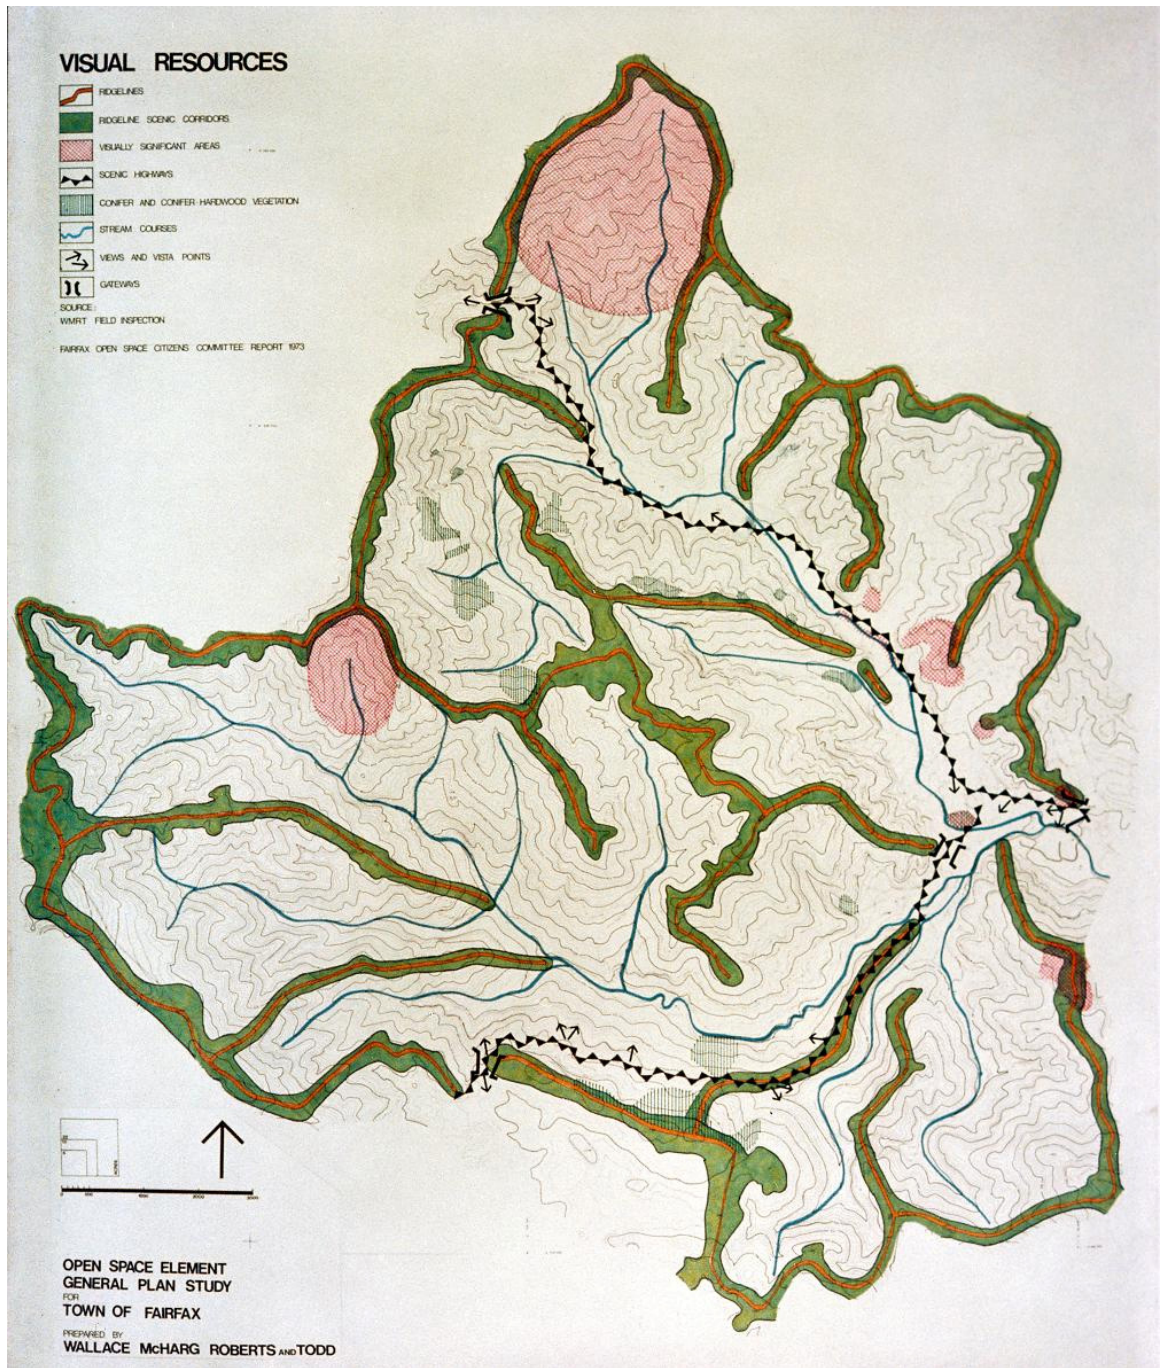 VISUAL RESOURCES
RIDGELINES
RIDGELINE SCENIC CORRIDORS
VISUALLY SIGNIFICANT AREAS
SCENIC HIGHWAYS
CONIFER AND CONIFER-HARDWOOD VEGETATION
STREAM COURSES
VIEWS AND VISTA POINTS
GATEWAYS
SOURCE:
WMRT FIELD INSPECTION
FAIRFAX OPEN SPACE CITIZENS COMMITTEE REPORT 1973
OPEN SPACE ELEMENT
GENERAL PLAN STUDY
FOR
TOWN OF FAIRFAX
PREPARED BY
WALLACE McHARG ROBERTS AND TODD